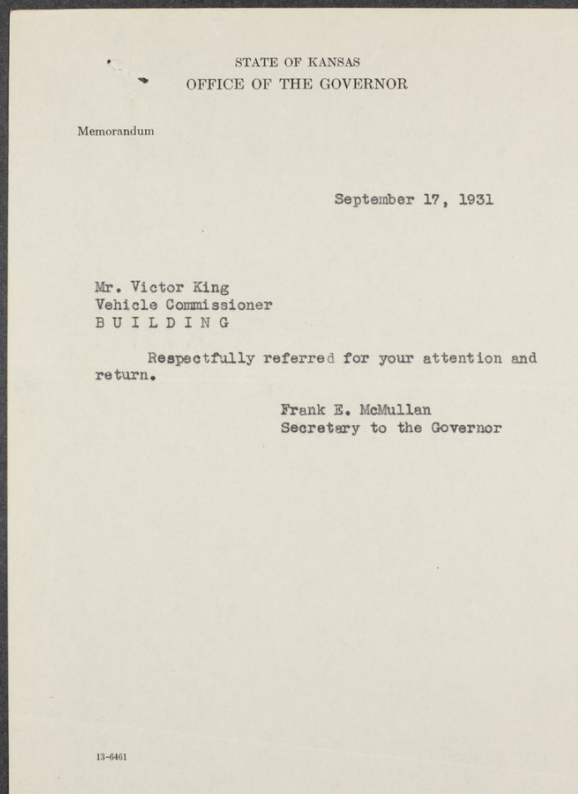 STATE OF KANSAS
OFFICE OF THE GOVERNOR
Memorandum
September 17, 1931
Mr. Victor King
Vehicle Commissioner
B U I L D I N G
Respectfully referred for your attention and
return.
Frank E. McMullan
Secretary to the Governor
13-6461